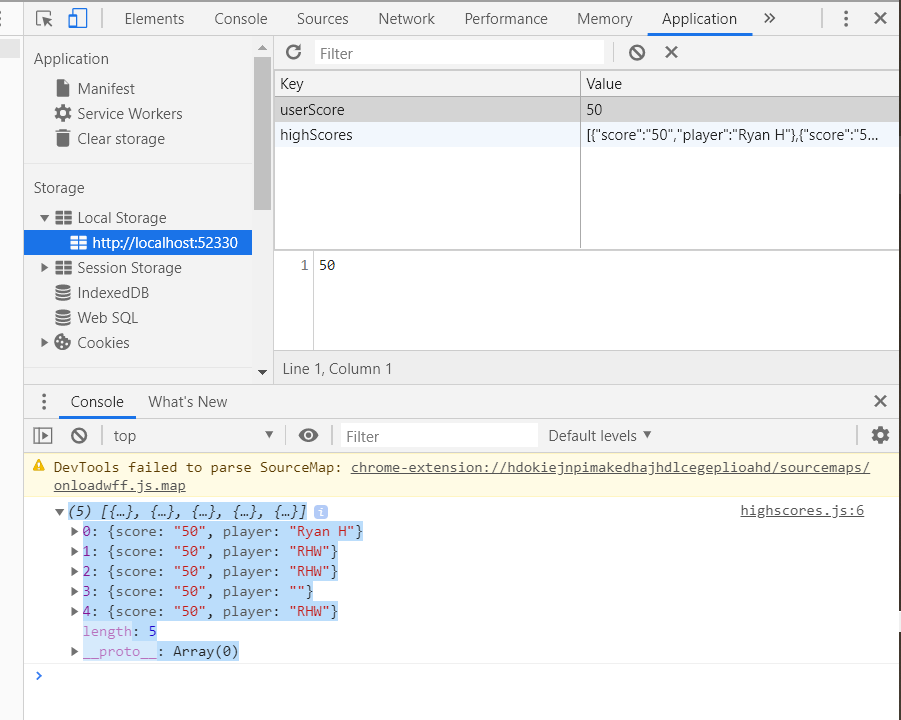 Elements Console Sources Network Performance Memory Application »
Application
Manifest
Service Workers
Clear storage
Storage
Local Storage
http://localhost:52330
Session Storage
IndexedDB
Web SQL
Cookies
Filter
Key Value
userScore 50
highScores [{"score":"50","player":"Ryan H"},{"score":"5…
1 50
Line 1, Column 1
Console What's New
top Filter Default levels
DevTools failed to parse SourceMap: chrome-extension://hdokiejnpimakedhajhdlcegeplioahd/sourcemaps/
onloadwff.js.map
(5) [{…}, {…}, {…}, {…}, {…}] i highscores.js:6
0: {score: "50", player: "Ryan H"}
1: {score: "50", player: "RHW"}
2: {score: "50", player: "RHW"}
3: {score: "50", player: ""}
4: {score: "50", player: "RHW"}
length: 5
__proto__: Array(0)